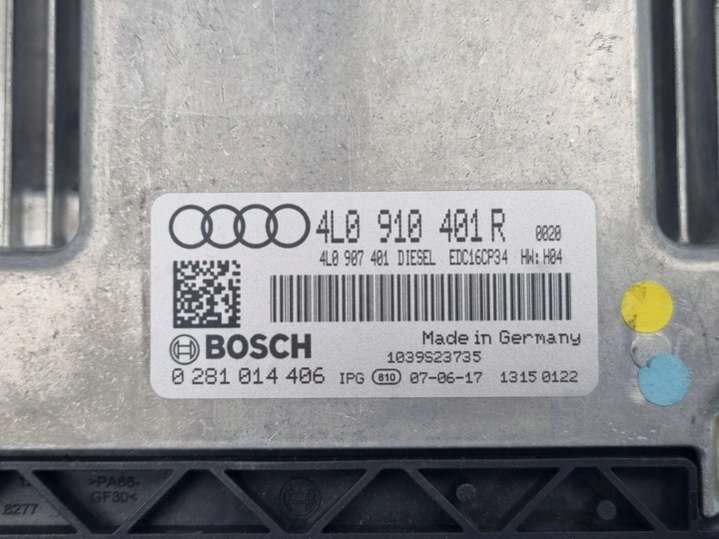 4L0 910 401 R 0020
4L0 907 401 DIESEL EDC16CP34 HW:H04
BOSCH
Made in Germany
1039S23735
0 281 014 406 IPG 810 07-06-17 1315 0122
>PA66-
GF30<
8277